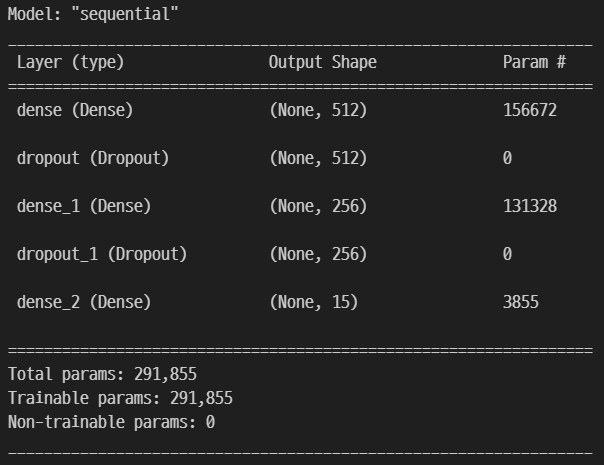 Model: "sequential"
_________________________________________________________________
Layer (type)                Output Shape              Param #
=================================================================
dense (Dense)               (None, 512)               156672
dropout (Dropout)           (None, 512)               0
dense_1 (Dense)             (None, 256)               131328
dropout_1 (Dropout)         (None, 256)               0
dense_2 (Dense)             (None, 15)                3855
=================================================================
Total params: 291,855
Trainable params: 291,855
Non-trainable params: 0
_________________________________________________________________